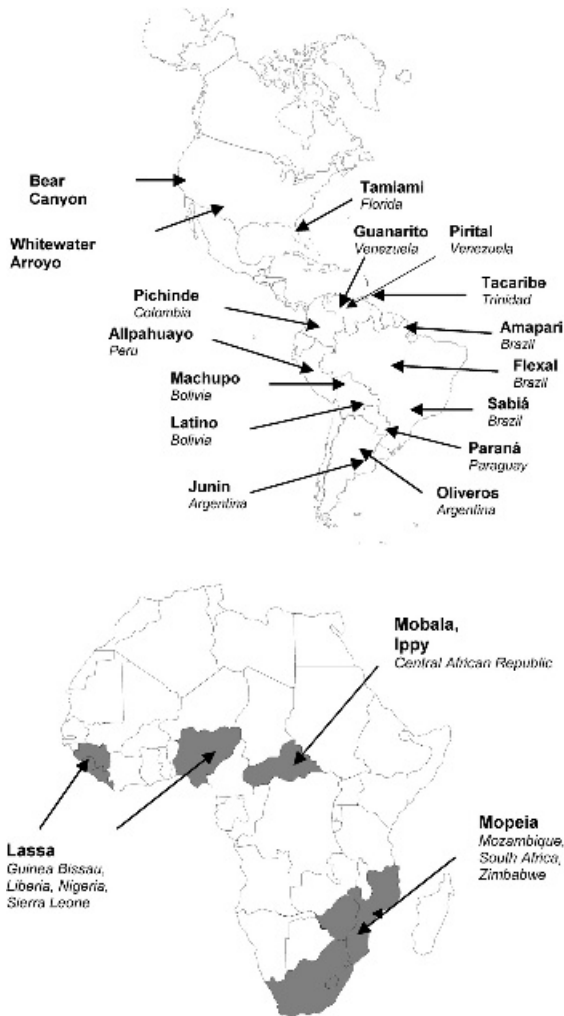 Bear
Canyon
Whitewater
Arroyo
Tamiami
Florida
Guanarito
Venezuela
Pirital
Venezuela
Tacaribe
Trinidad
Pichinde
Colombia
Allpahuayo
Peru
Amapari
Brazil
Machupo
Bolivia
Flexal
Brazil
Latino
Bolivia
Sabiá
Brazil
Paraná
Paraguay
Junin
Argentina
Oliveros
Argentina
Mobala,
Ippy
Central African Republic
Lassa
Guinea Bissau,
Liberia, Nigeria,
Sierra Leone
Mopeia
Mozambique,
South Africa,
Zimbabwe